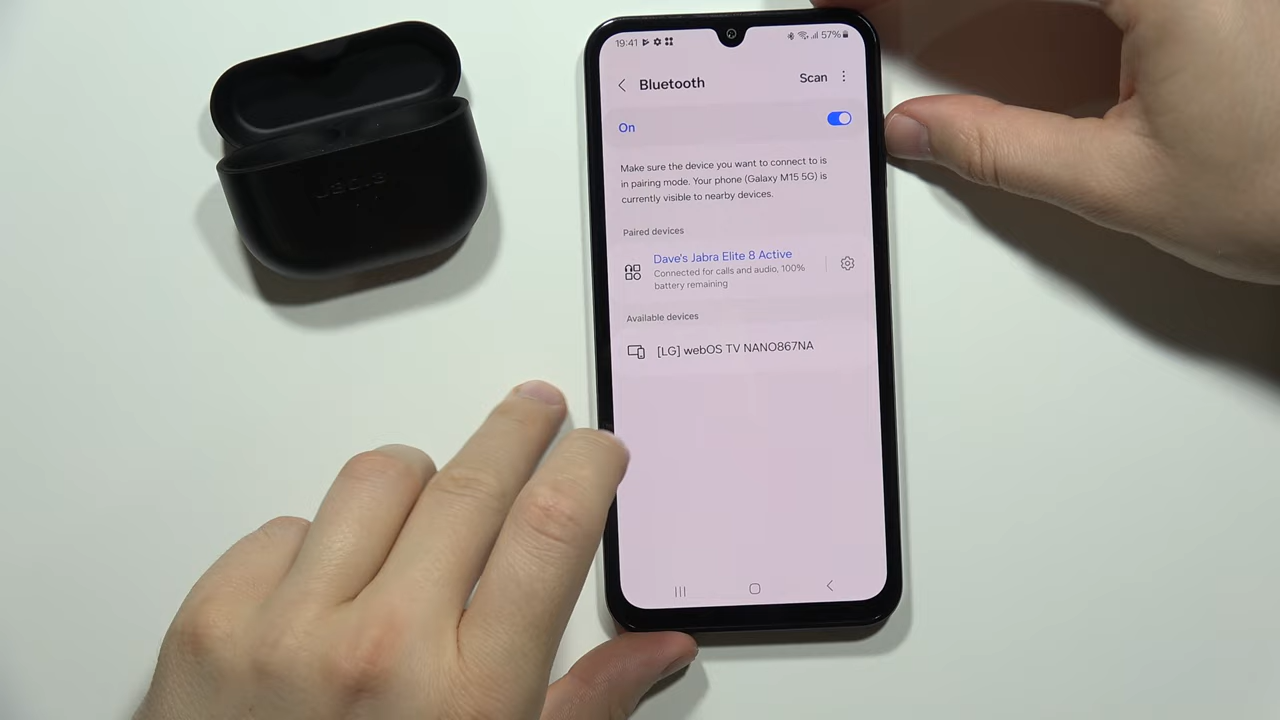 19:41 57%
Bluetooth Scan
On
Make sure the device you want to connect to is
in pairing mode. Your phone (Galaxy M15 5G) is
currently visible to nearby devices.
Paired devices
Dave's Jabra Elite 8 Active
Connected for calls and audio, 100%
battery remaining
Available devices
[LG] webOS TV NANO867NA
Jabra